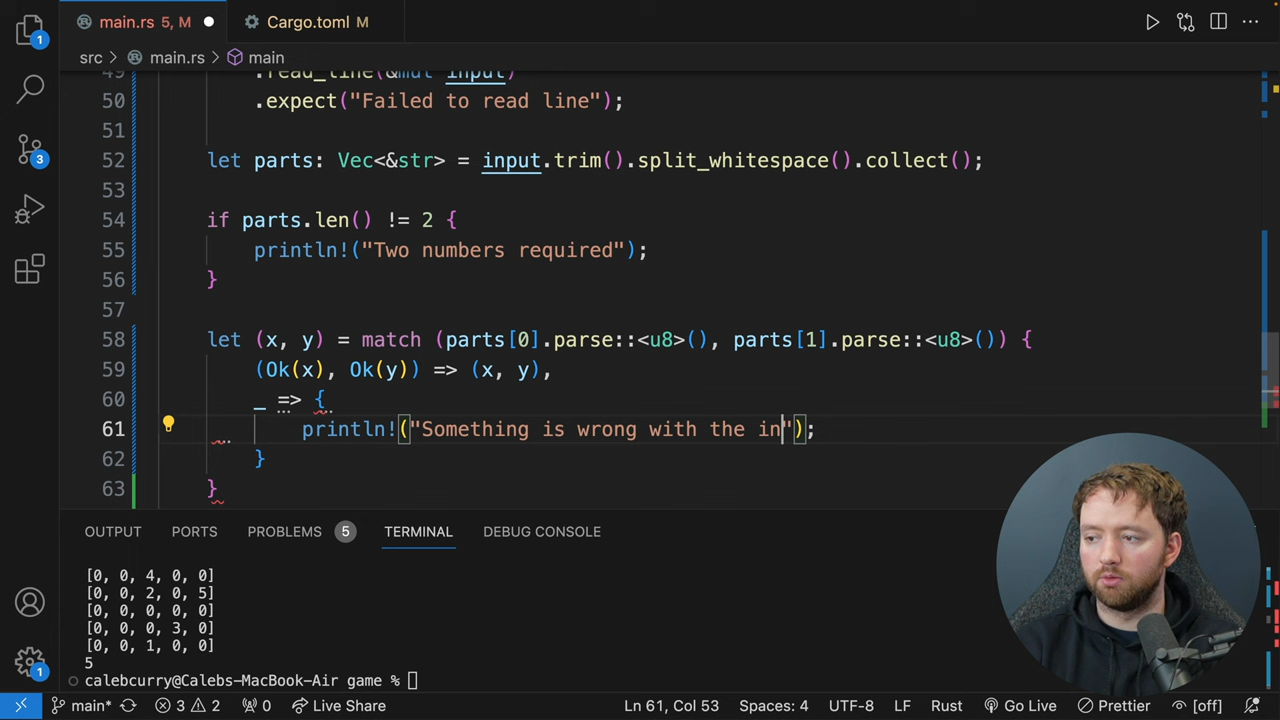 main.rs 5, M
Cargo.toml M
src > main.rs > main
49 .read_line(&mut input)
50 .expect("Failed to read line");
51
52 let parts: Vec<&str> = input.trim().split_whitespace().collect();
53
54 if parts.len() != 2 {
55 println!("Two numbers required");
56 }
57
58 let (x, y) = match (parts[0].parse::<u8>(), parts[1].parse::<u8>()) {
59 (Ok(x), Ok(y)) => (x, y),
60 _ => {
61 println!("Something is wrong with the in");
62 }
63 }
1
3
1
OUTPUT PORTS PROBLEMS 5 TERMINAL DEBUG CONSOLE
[0, 0, 4, 0, 0]
[0, 0, 2, 0, 5]
[0, 0, 0, 0, 0]
[0, 0, 0, 3, 0]
[0, 0, 1, 0, 0]
5
calebcurry@Calebs-MacBook-Air game %
main* 3 2 0 Live Share Ln 61, Col 53 Spaces: 4 UTF-8 LF Rust Go Live Prettier [off]